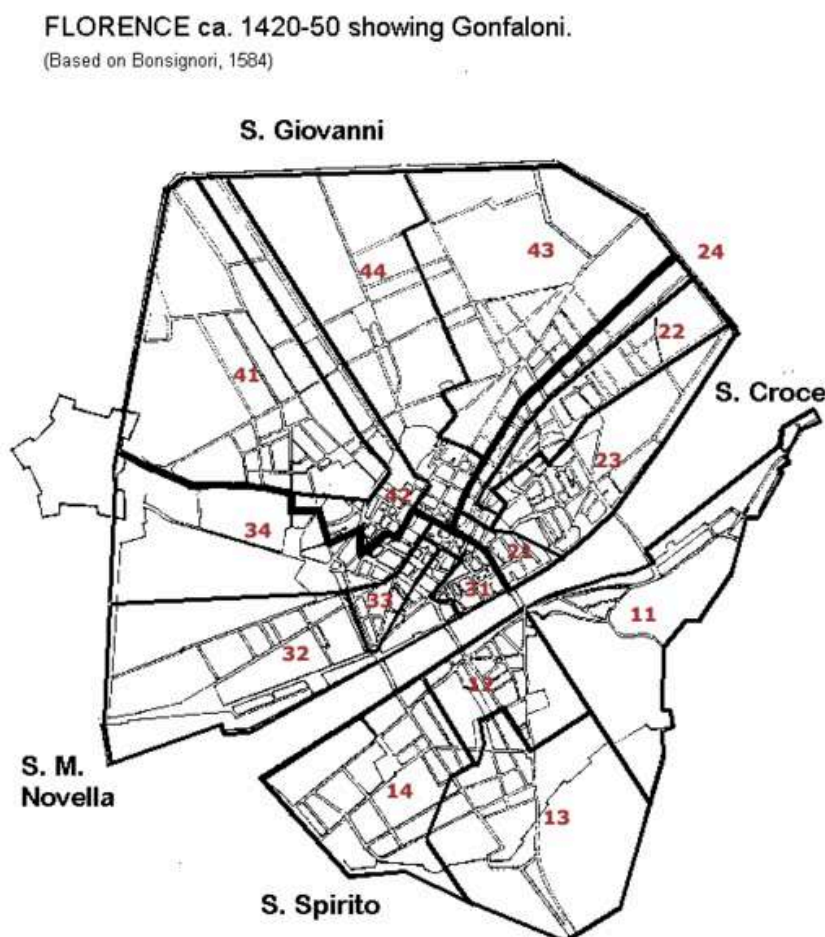 FLORENCE ca. 1420-50 showing Gonfaloni.
(Based on Bonsignori, 1584)
S. Giovanni
24
43
44
22
41
S. Croce
23
42
34
21
31
33
11
32
12
S. M.
Novella
14
13
S. Spirito